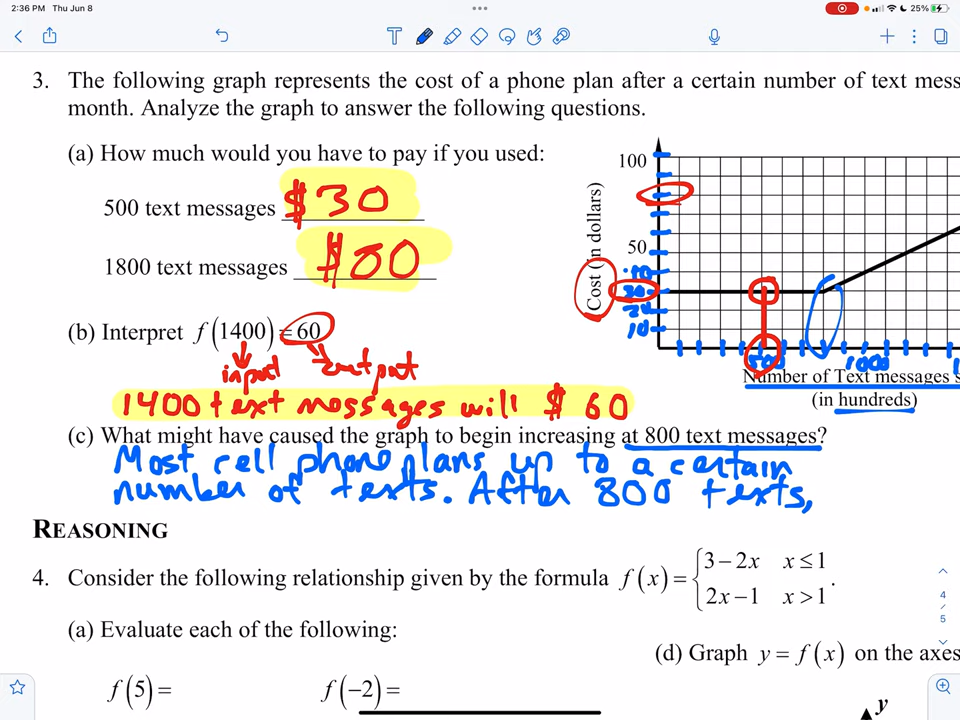 2:36 PM Thu Jun 8
25%
3. The following graph represents the cost of a phone plan after a certain number of text mess
month. Analyze the graph to answer the following questions.
(a) How much would you have to pay if you used:
500 text messages $30
1800 text messages $80
(b) Interpret f(1400) = 60
input output
1400 text messages will $ 60
(c) What might have caused the graph to begin increasing at 800 text messages?
Most cell phone plans up to a certain
number of texts. After 800 texts,
100
50
30
20
10
Cost (in dollars)
500
1000
Number of Text messages s
(in hundreds)
REASONING
4. Consider the following relationship given by the formula f(x) = { 3 − 2x x ≤ 1
2x − 1 x > 1 .
(a) Evaluate each of the following:
(d) Graph y = f(x) on the axes
f(5) = f(−2) =
y
4
/
5